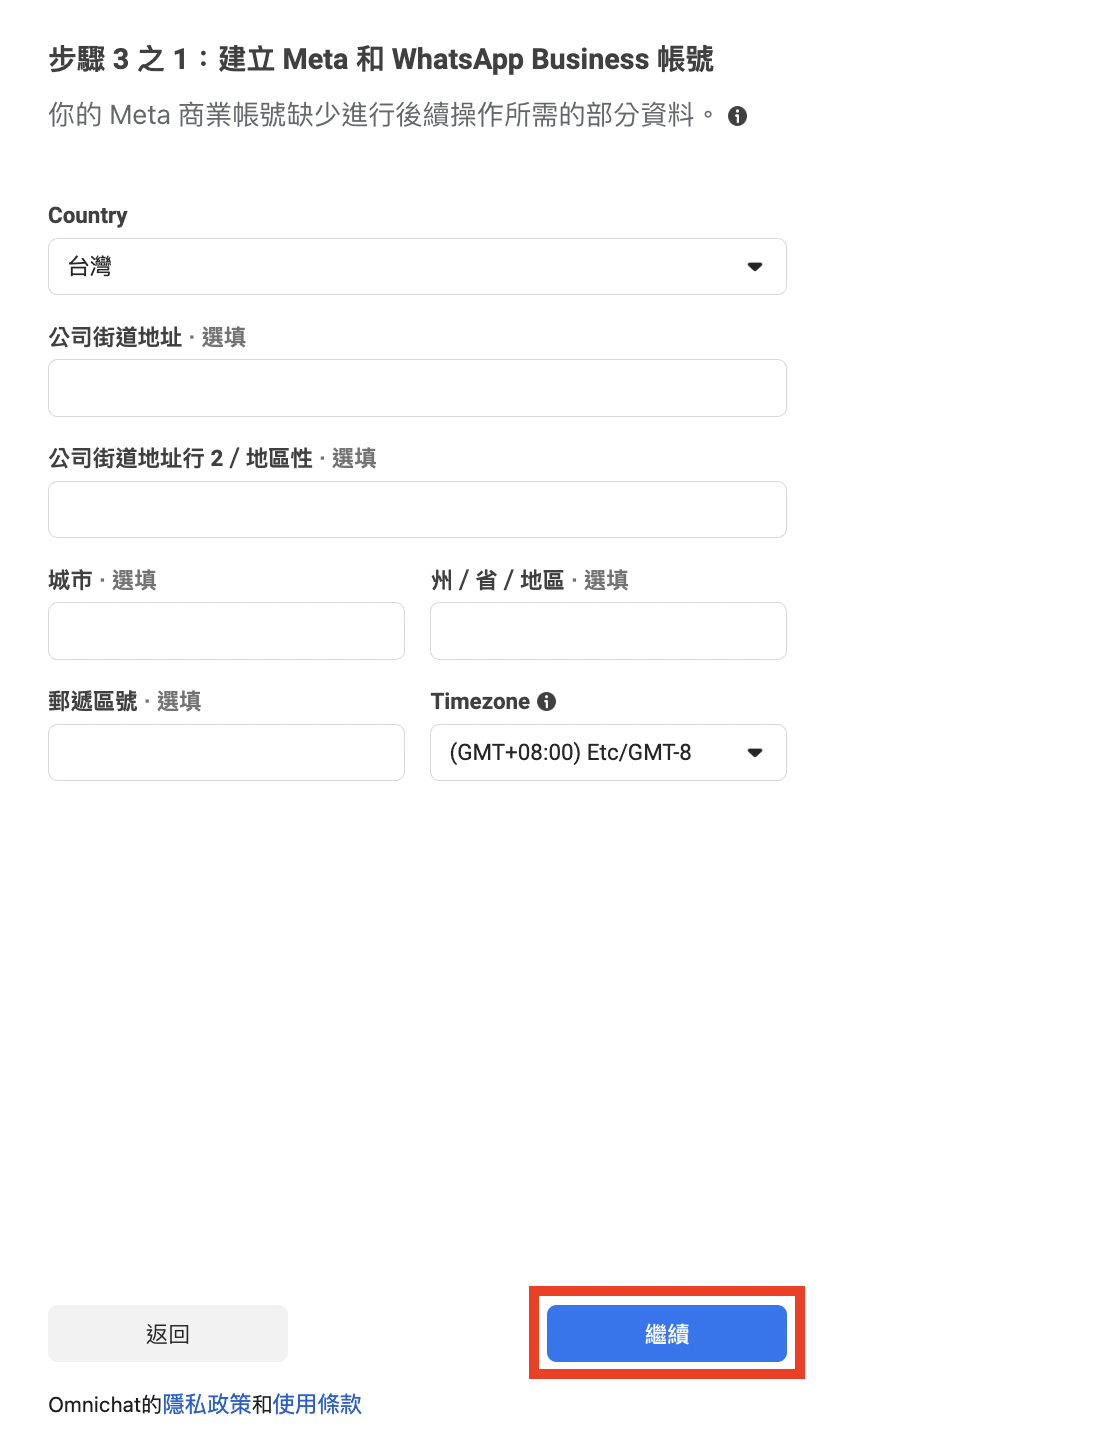 步驟 3 之 1：建立 Meta 和 WhatsApp Business 帳號
你的 Meta 商業帳號缺少進行後續操作所需的部分資料。
Country
台灣
公司街道地址 · 選填
公司街道地址行 2 / 地區性 · 選填
城市 · 選填
州 / 省 / 地區 · 選填
郵遞區號 · 選填
Timezone
(GMT+08:00) Etc/GMT-8
返回
繼續
Omnichat的隱私政策和使用條款